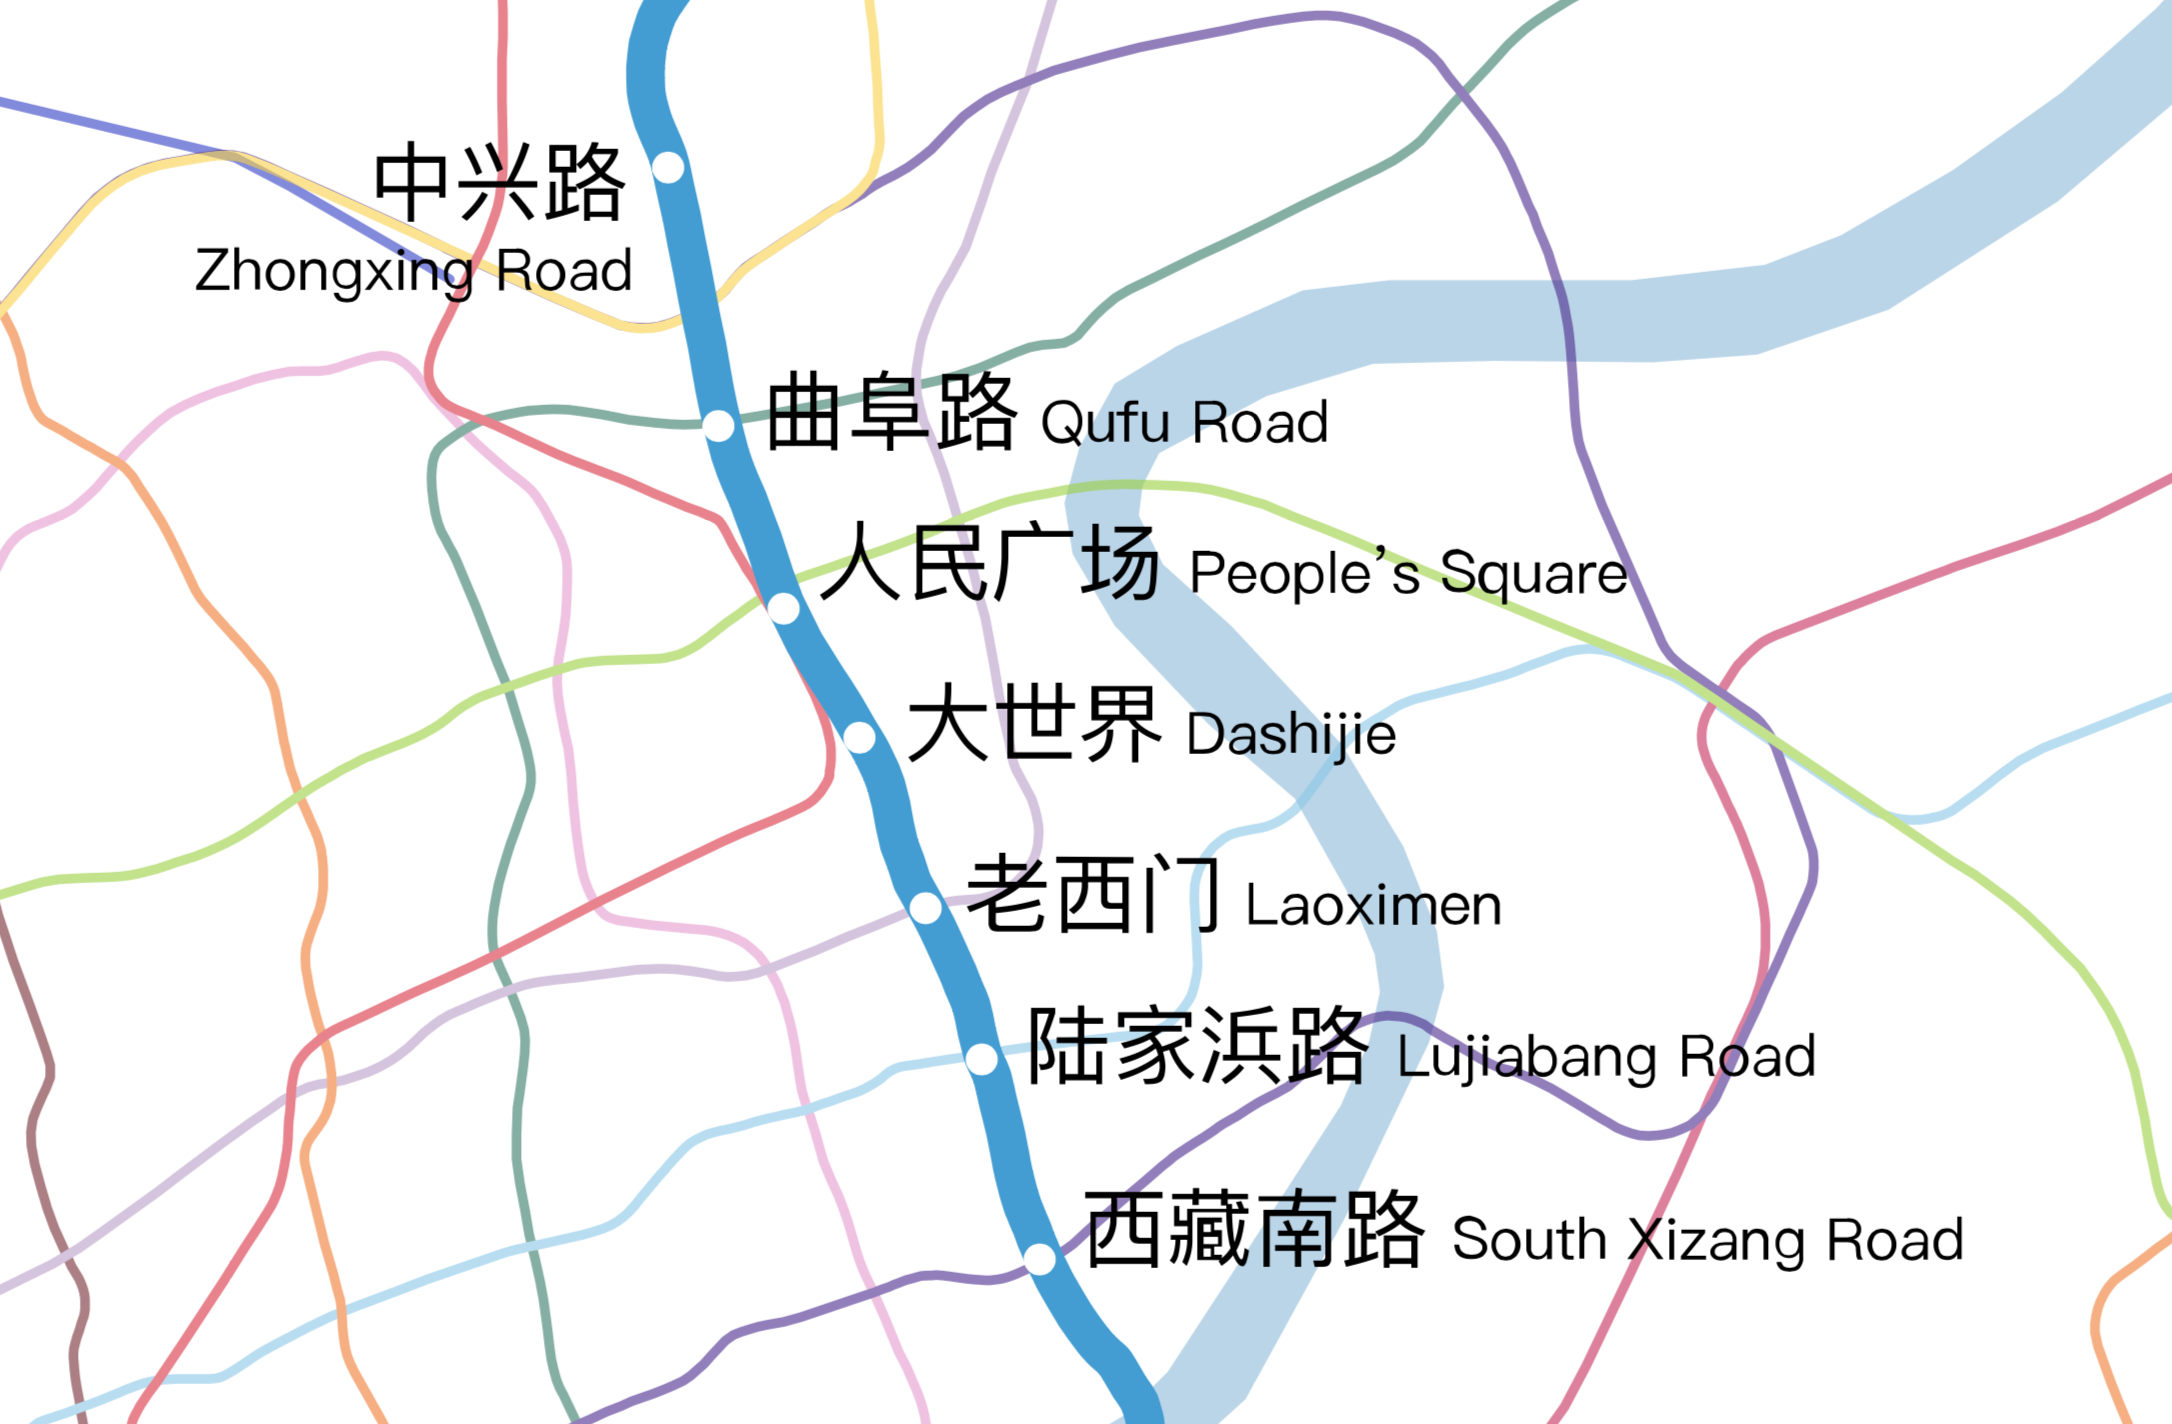 中兴路
Zhongxing Road
曲阜路 Qufu Road
人民广场 People’s Square
大世界 Dashijie
老西门 Laoximen
陆家浜路 Lujiabang Road
西藏南路 South Xizang Road